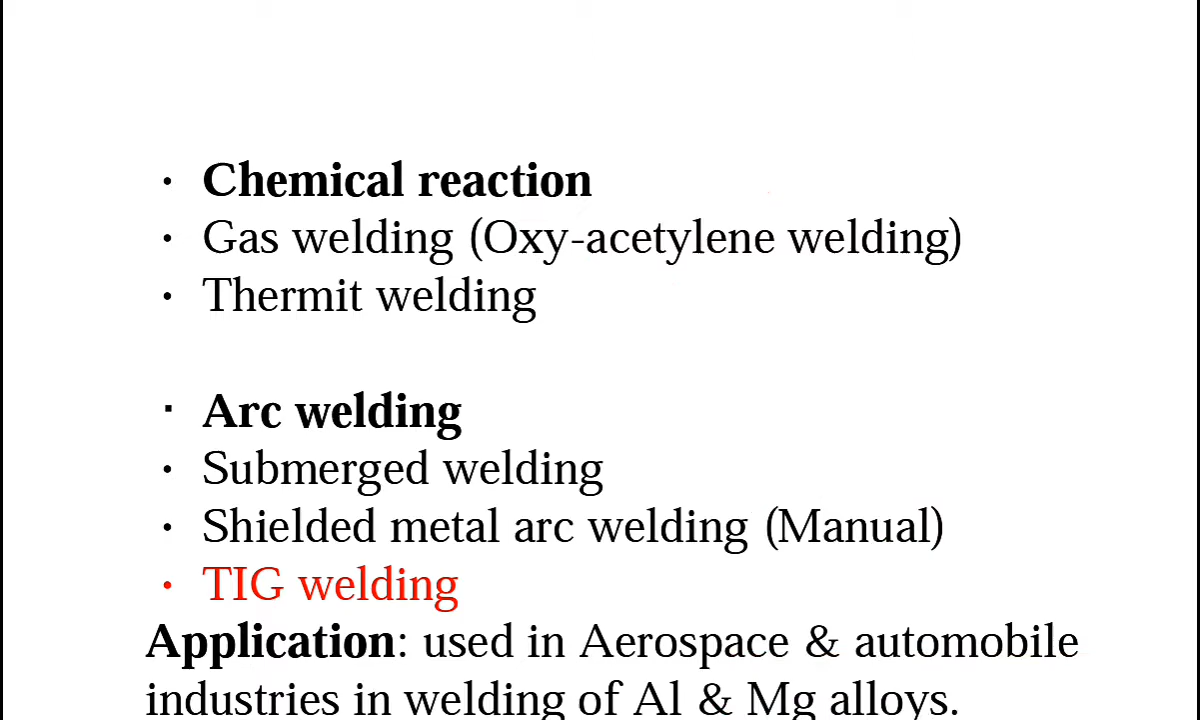 · Chemical reaction
· Gas welding (Oxy-acetylene welding)
· Thermit welding
· Arc welding
· Submerged welding
· Shielded metal arc welding (Manual)
· TIG welding
Application: used in Aerospace & automobile
industries in welding of Al & Mg alloys.